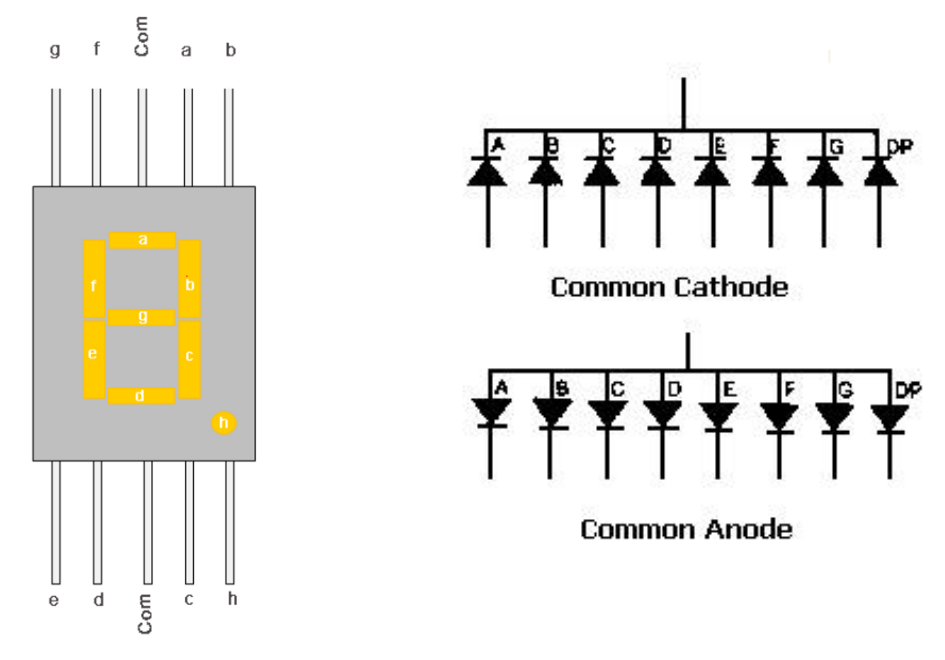 g f Com a b
a
f b
g
e c
d
h
e d Com c h
A B C D E F G DP
Common Cathode
A B C D E F G DP
Common Anode